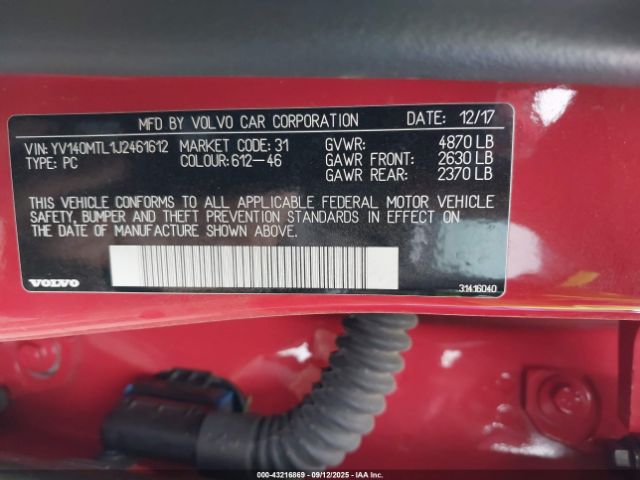 MFD BY VOLVO CAR CORPORATION DATE: 12/17
VIN: YV140MTL1J2461612 MARKET CODE: 31 GVWR: 4870 LB
TYPE: PC COLOUR: 612-46 GAWR FRONT: 2630 LB
GAWR REAR: 2370 LB
THIS VEHICLE CONFORMS TO ALL APPLICABLE FEDERAL MOTOR VEHICLE
SAFETY, BUMPER AND THEFT PREVENTION STANDARDS IN EFFECT ON
THE DATE OF MANUFACTURE SHOWN ABOVE.
VOLVO
31416040
000-43216869 - 09/12/2025 - IAA Inc.